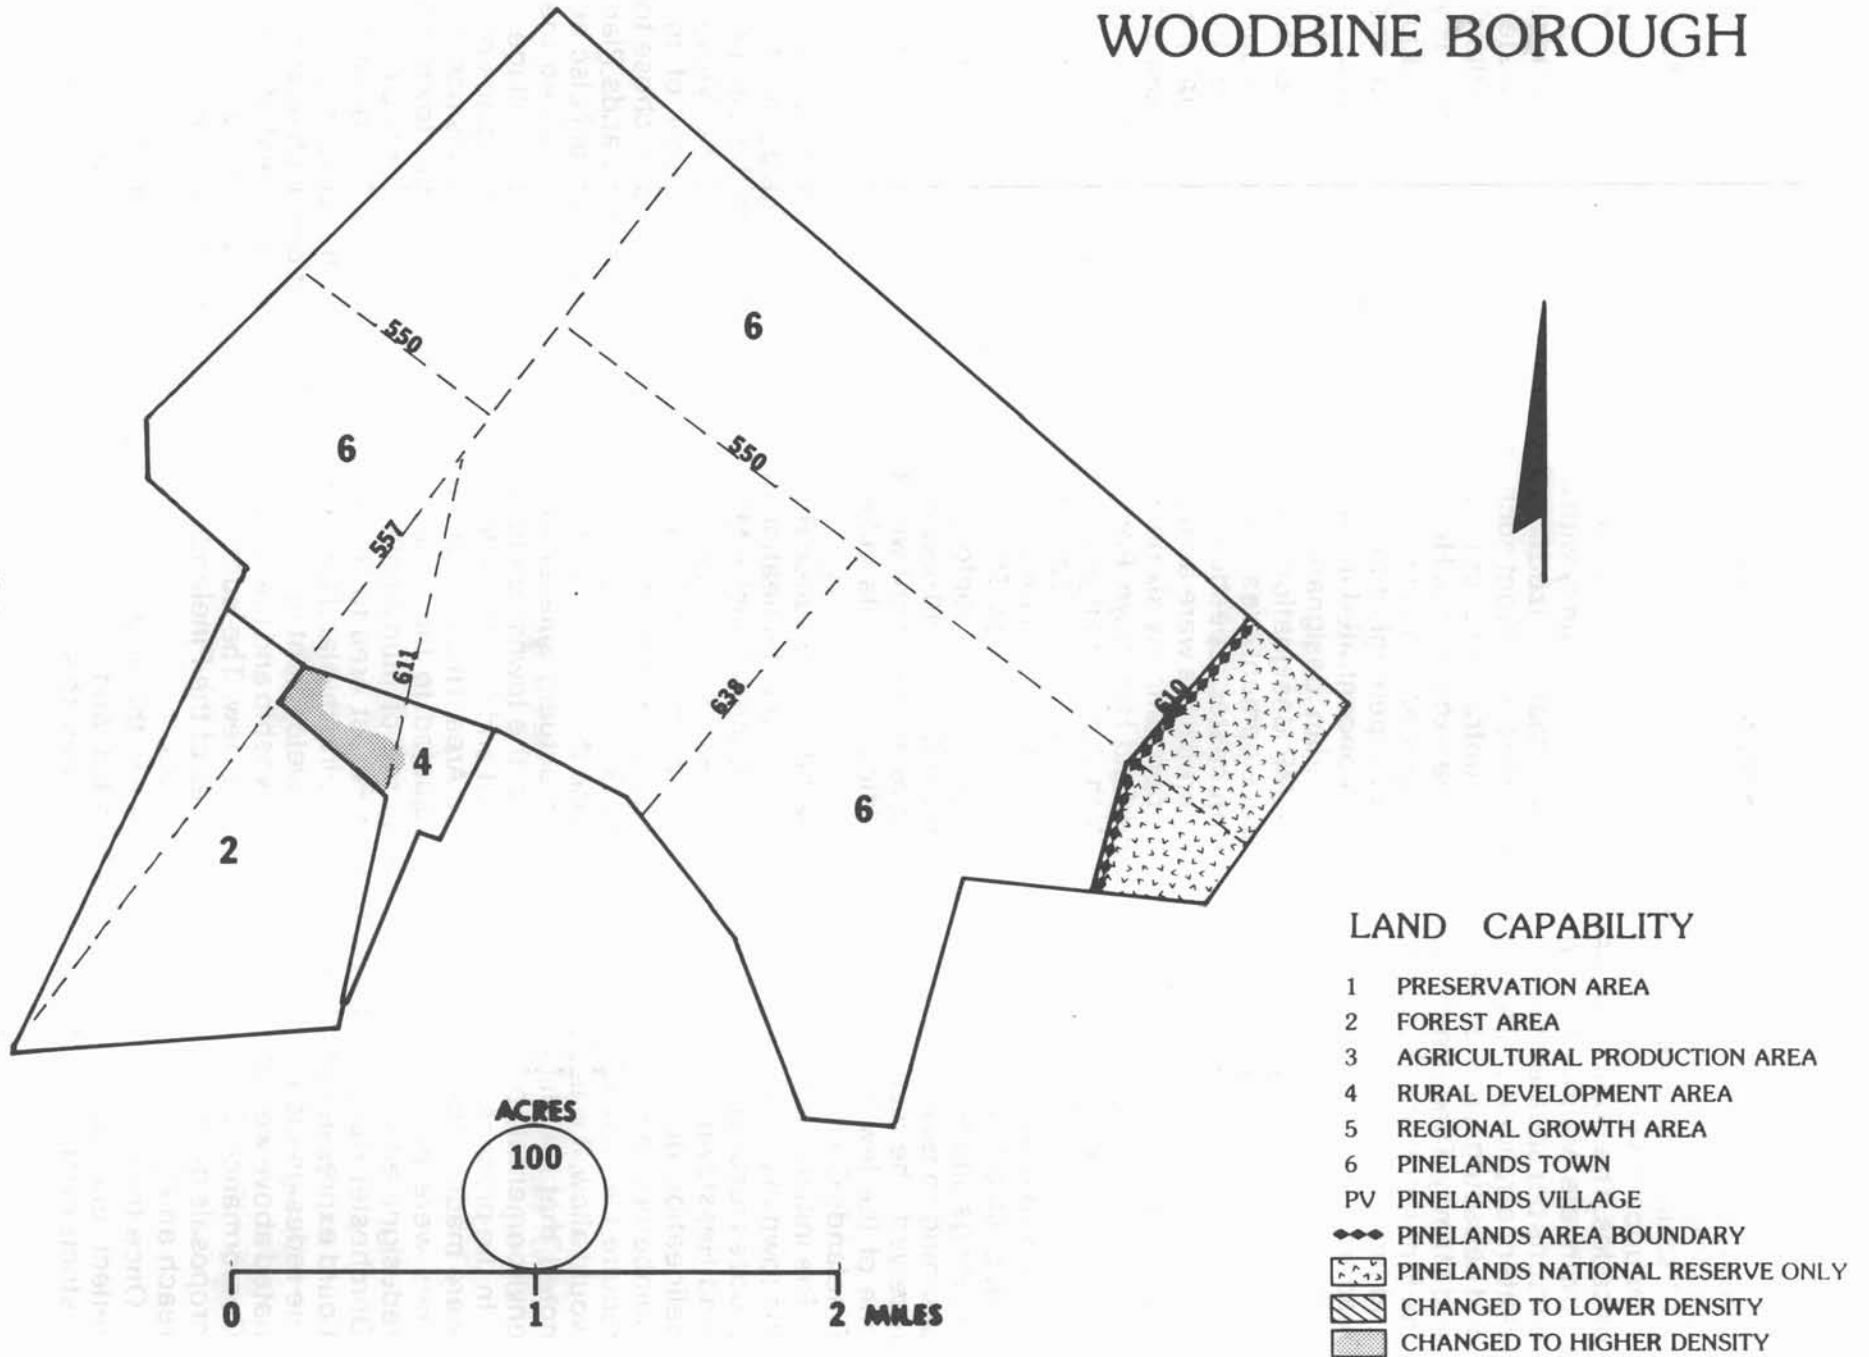 WOODBINE BOROUGH
6
550
6
550
557
611
638
610
4
6
2
ACRES
100
0 1 2 MILES
LAND CAPABILITY
1 PRESERVATION AREA
2 FOREST AREA
3 AGRICULTURAL PRODUCTION AREA
4 RURAL DEVELOPMENT AREA
5 REGIONAL GROWTH AREA
6 PINELANDS TOWN
PV PINELANDS VILLAGE
PINELANDS AREA BOUNDARY
PINELANDS NATIONAL RESERVE ONLY
CHANGED TO LOWER DENSITY
CHANGED TO HIGHER DENSITY